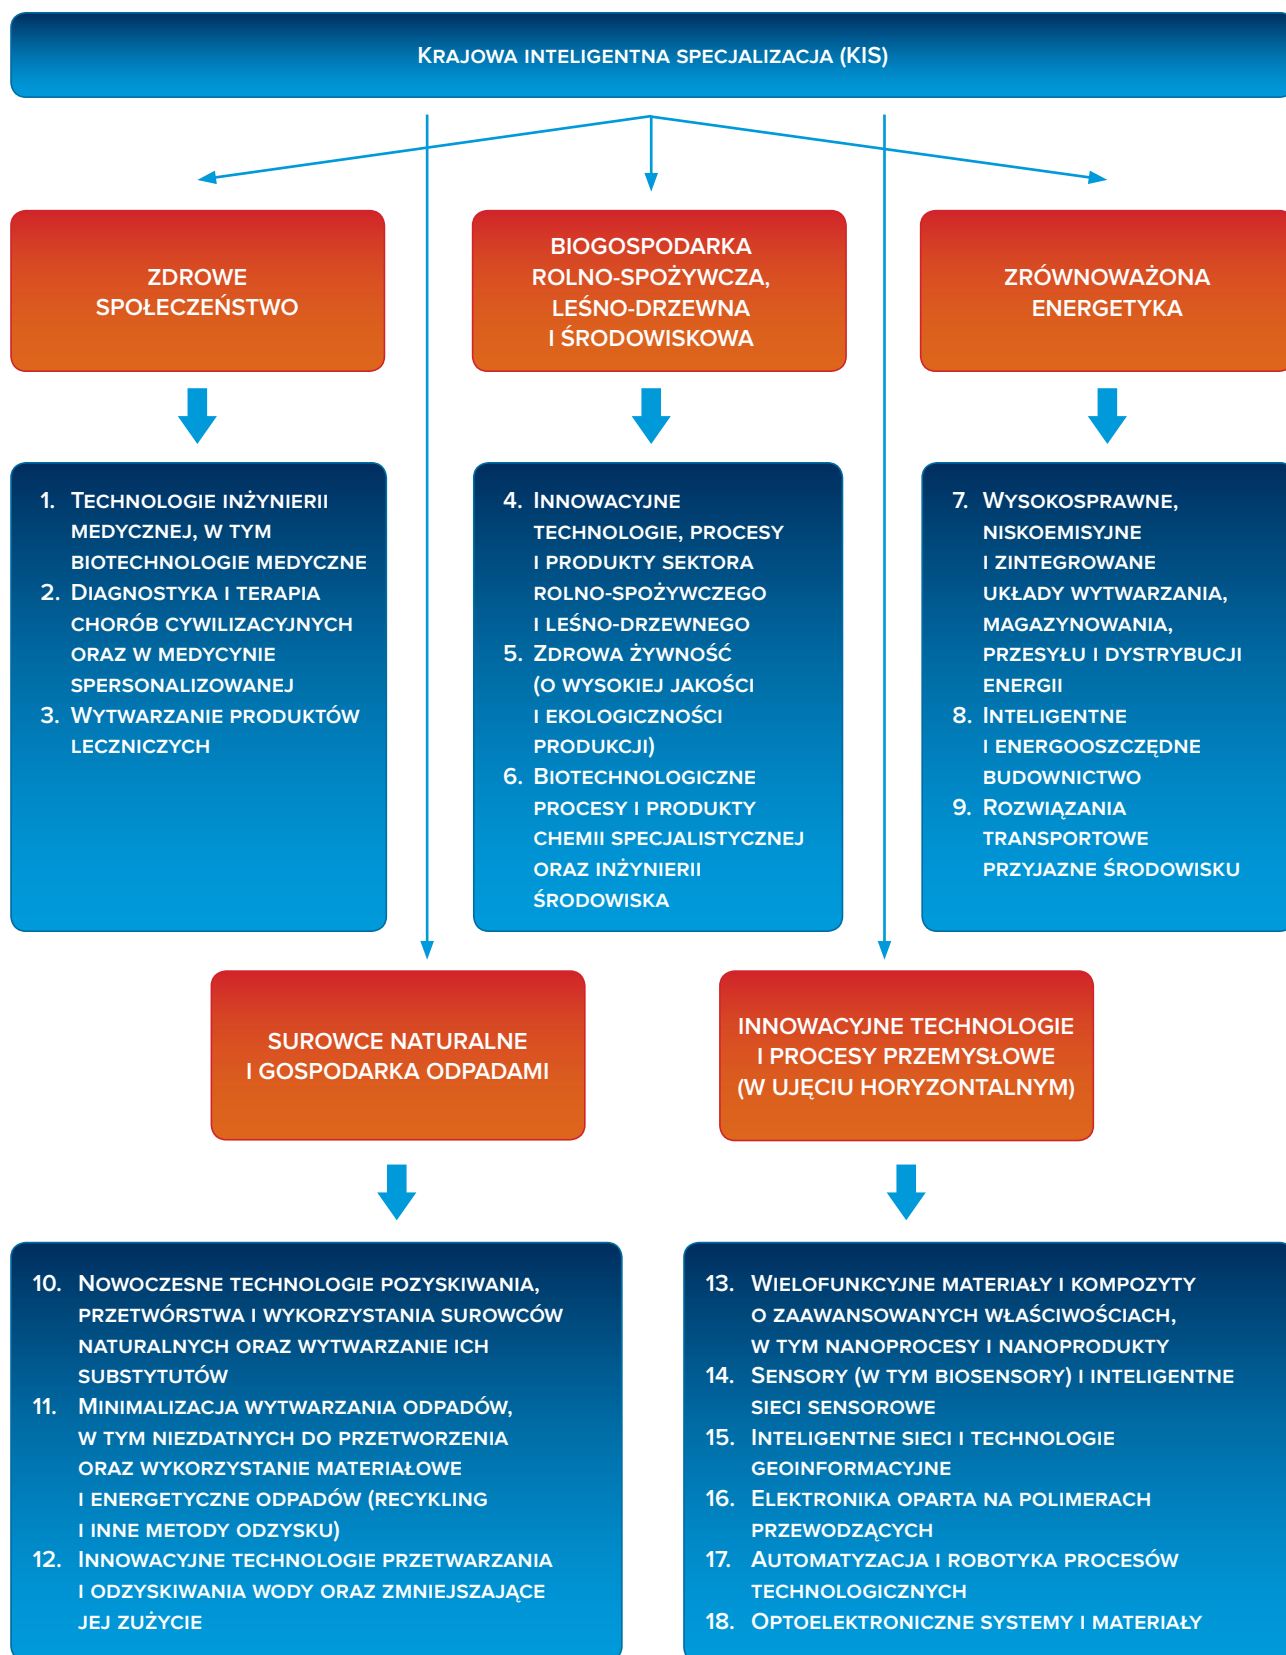 Krajowa inteligentna specjalizacja (KIS)
ZDROWE
SPOŁECZEŃSTWO
BIOGOSPODARKA
ROLNO-SPOŻYWCZA,
LEŚNO-DRZEWNA
I ŚRODOWISKOWA
ZRÓWNOWAŻONA
ENERGETYKA
1. Technologie inżynierii
medycznej, w tym
biotechnologie medyczne
2. Diagnostyka i terapia
chorób cywilizacyjnych
oraz w medycynie
spersonalizowanej
3. Wytwarzanie produktów
leczniczych
4. Innowacyjne
technologie, procesy
i produkty sektora
rolno-spożywczego
i leśno-drzewnego
5. Zdrowa żywność
(o wysokiej jakości
i ekologiczności
produkcji)
6. Biotechnologiczne
procesy i produkty
chemii specjalistycznej
oraz inżynierii
środowiska
7. Wysokosprawne,
niskoemisyjne
i zintegrowane
układy wytwarzania,
magazynowania,
przesyłu i dystrybucji
energii
8. Inteligentne
i energooszczędne
budownictwo
9. Rozwiązania
transportowe
przyjazne środowisku
SUROWCE NATURALNE
I GOSPODARKA ODPADAMI
INNOWACYJNE TECHNOLOGIE
I PROCESY PRZEMYSŁOWE
(W UJĘCIU HORYZONTALNYM)
10. Nowoczesne technologie pozyskiwania,
przetwórstwa i wykorzystania surowców
naturalnych oraz wytwarzanie ich
substytutów
11. Minimalizacja wytwarzania odpadów,
w tym niezdatnych do przetworzenia
oraz wykorzystanie materiałowe
i energetyczne odpadów (recykling
i inne metody odzysku)
12. Innowacyjne technologie przetwarzania
i odzyskiwania wody oraz zmniejszające
jej zużycie
13. Wielofunkcyjne materiały i kompozyty
o zaawansowanych właściwościach,
w tym nanoprocesy i nanoprodukty
14. Sensory (w tym biosensory) i inteligentne
sieci sensorowe
15. Inteligentne sieci i technologie
geoinformacyjne
16. Elektronika oparta na polimerach
przewodzących
17. Automatyzacja i robotyka procesów
technologicznych
18. Optoelektroniczne systemy i materiały